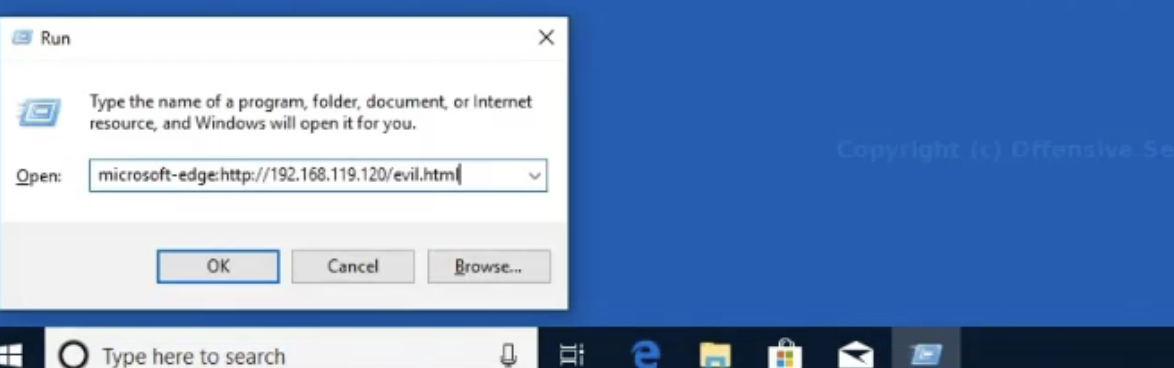 Run
Type the name of a program, folder, document, or Internet
resource, and Windows will open it for you.
Open: microsoft-edge:http://192.168.119.120/evil.html
OK Cancel Browse...
Copyright (c) Offensive Se
Type here to search